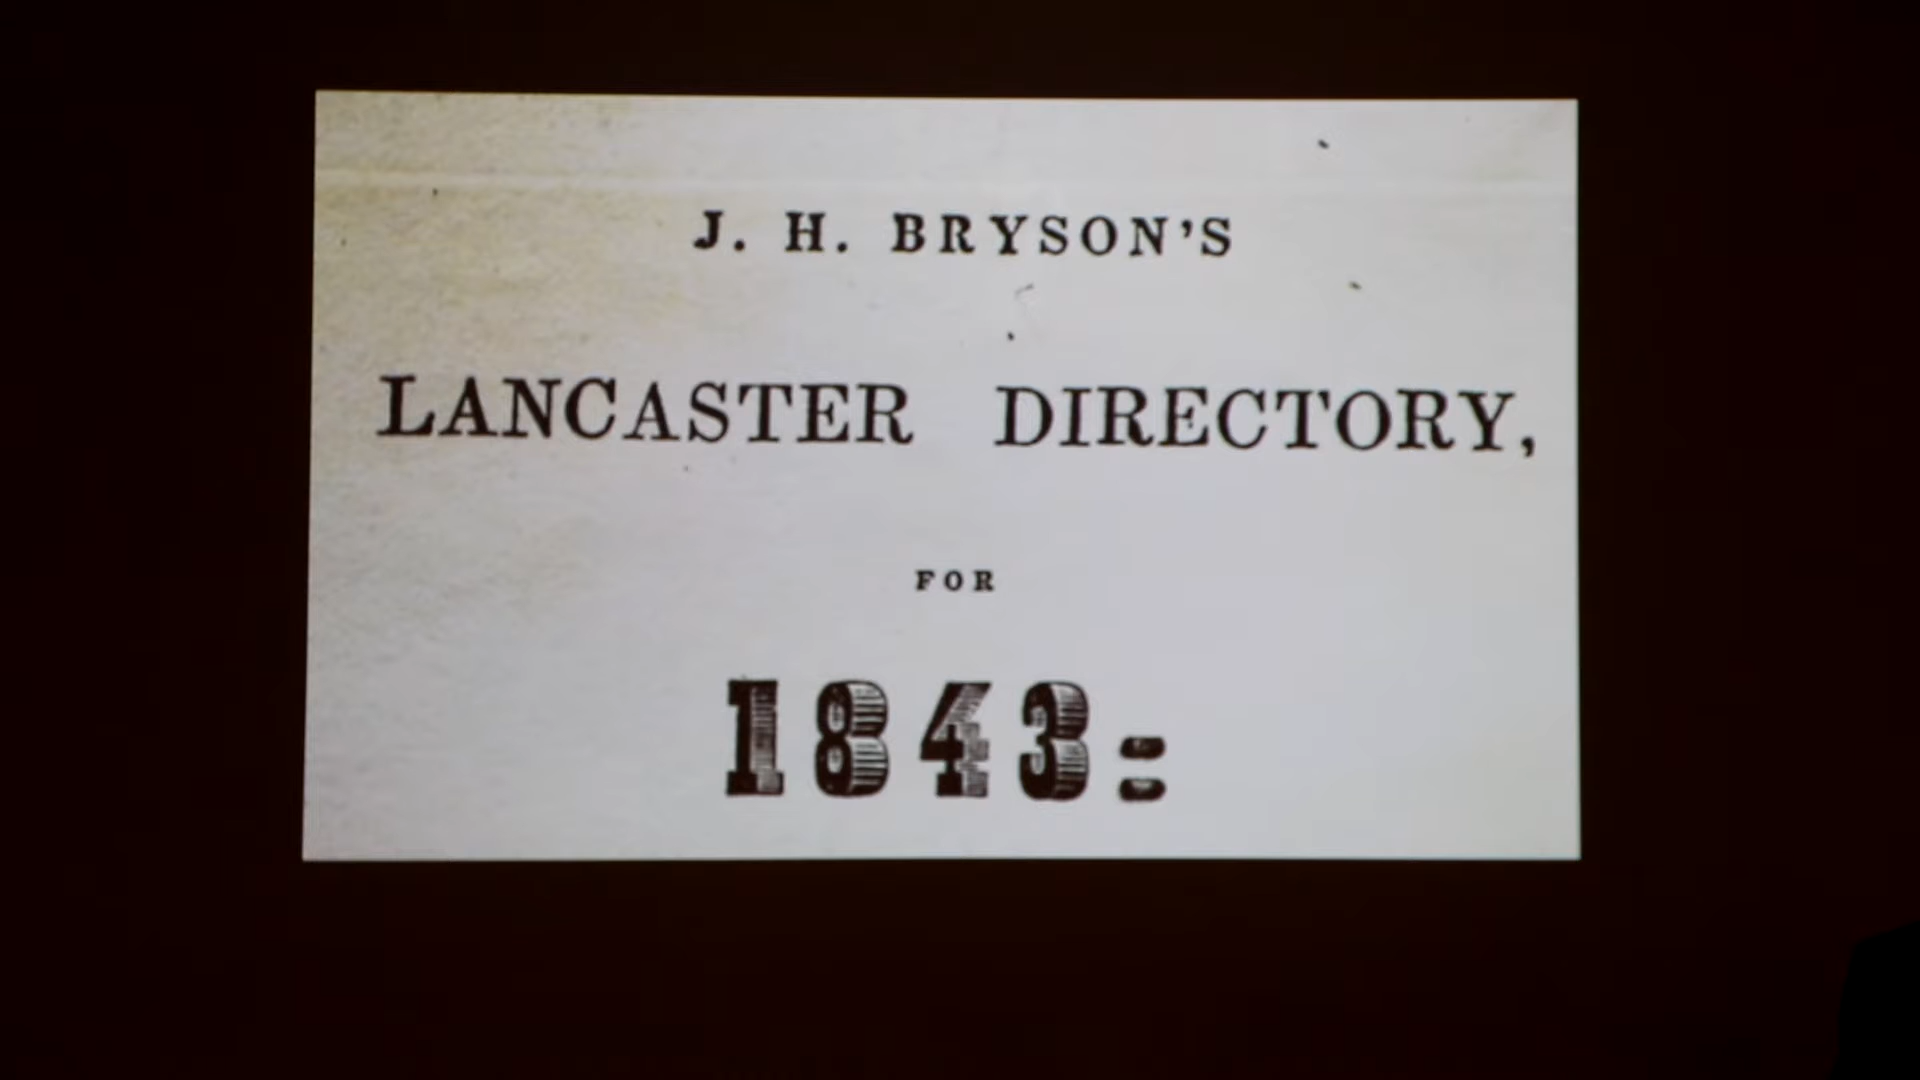 J. H. BRYSON'S
LANCASTER DIRECTORY,
FOR
1843: